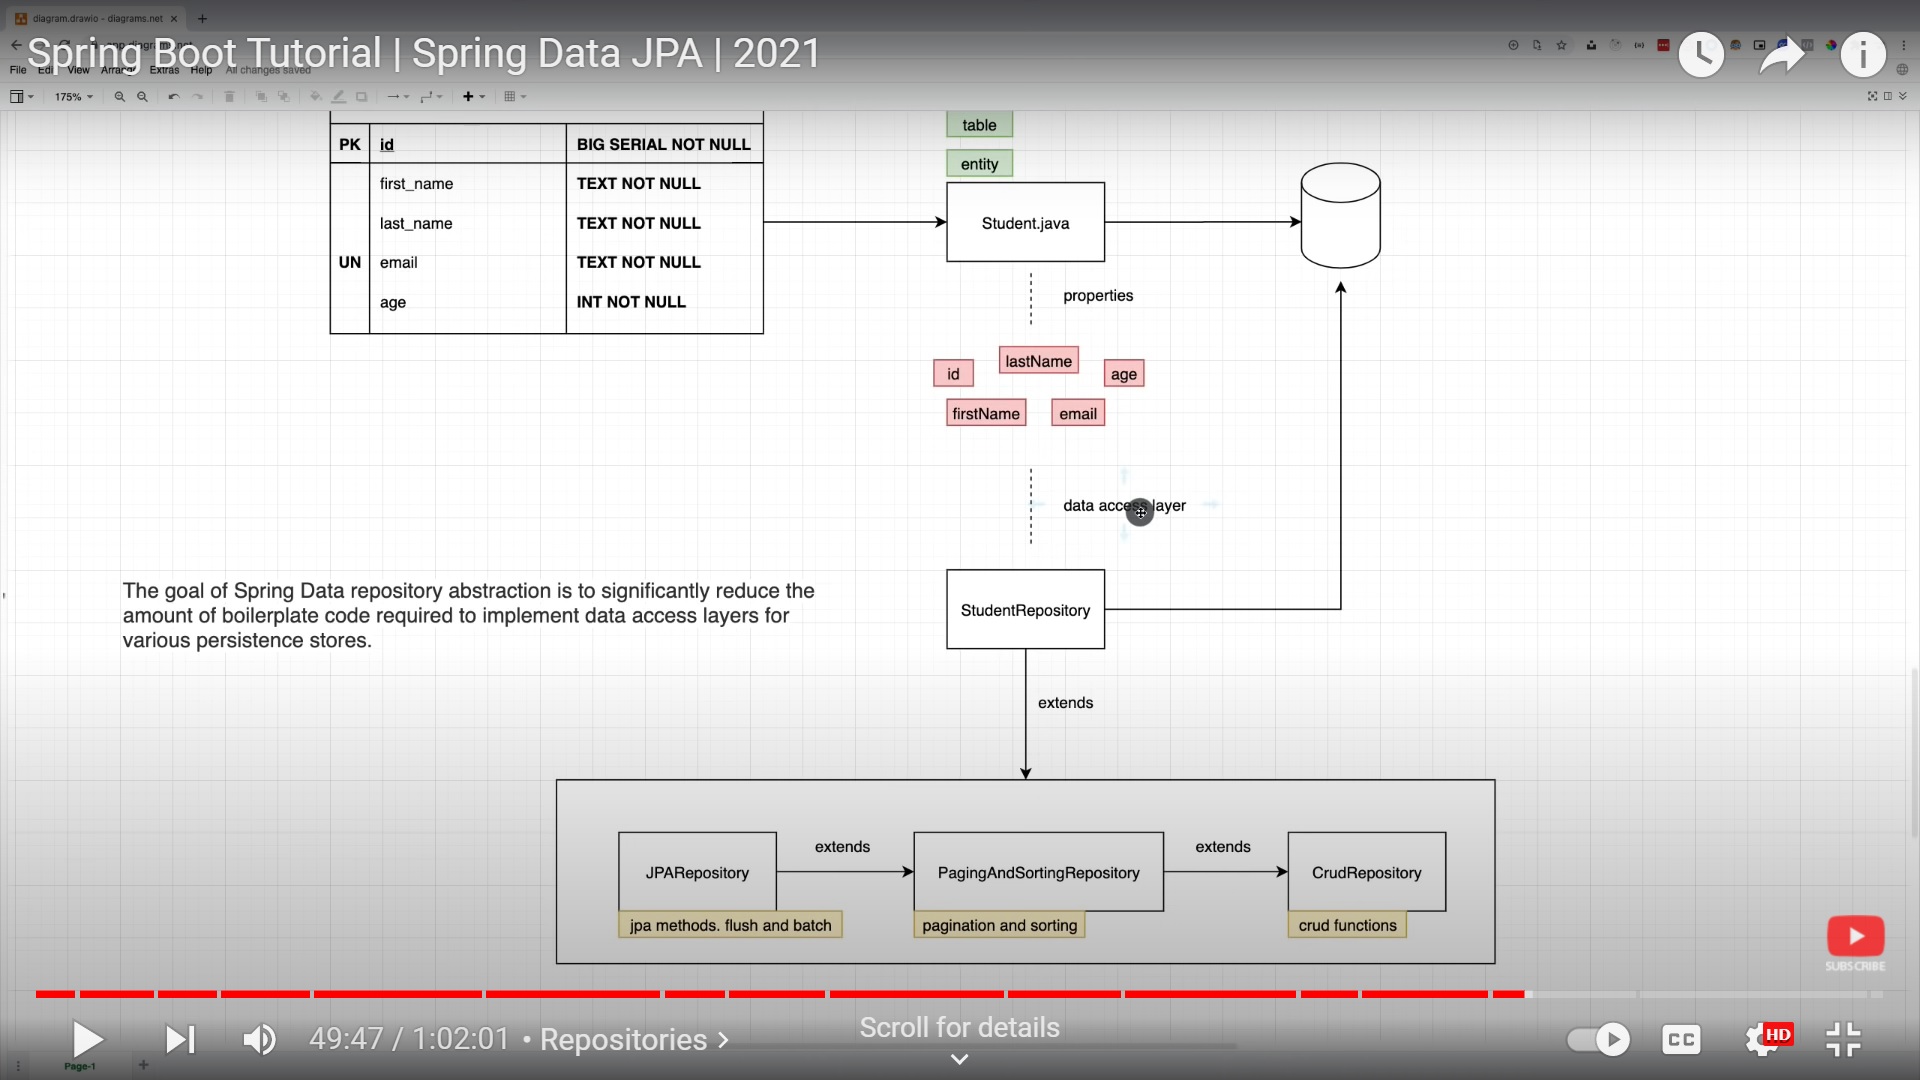 diagram.drawio - diagrams.net
Spring Boot Tutorial | Spring Data JPA | 2021
File Edit View Arrange Extras Help All changes saved
175%
PK id BIG SERIAL NOT NULL
first_name TEXT NOT NULL
last_name TEXT NOT NULL
UN email TEXT NOT NULL
age INT NOT NULL
table
entity
Student.java
properties
id
lastName
age
firstName
email
data access layer
The goal of Spring Data repository abstraction is to significantly reduce the
amount of boilerplate code required to implement data access layers for
various persistence stores.
StudentRepository
extends
JPARepository
extends
PagingAndSortingRepository
extends
CrudRepository
jpa methods. flush and batch
pagination and sorting
crud functions
SUBSCRIBE
49:47 / 1:02:01 • Repositories
Scroll for details
CC
HD
Page-1